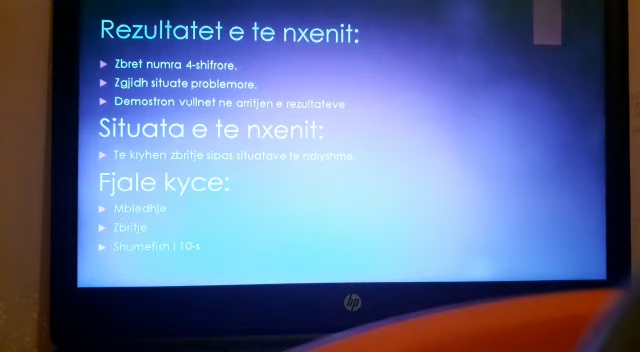 Rezultatet e te nxenit:
Zbret numra 4-shifrore.
Zgjidh situate problemore.
Demostron vullnet ne arritjen e rezultateve
Situata e te nxenit:
Te kryhen zbritje sipas situatave te ndryshme.
Fjale kyce:
Mbledhje
Zbritje
Shumefish i 10-s
hp